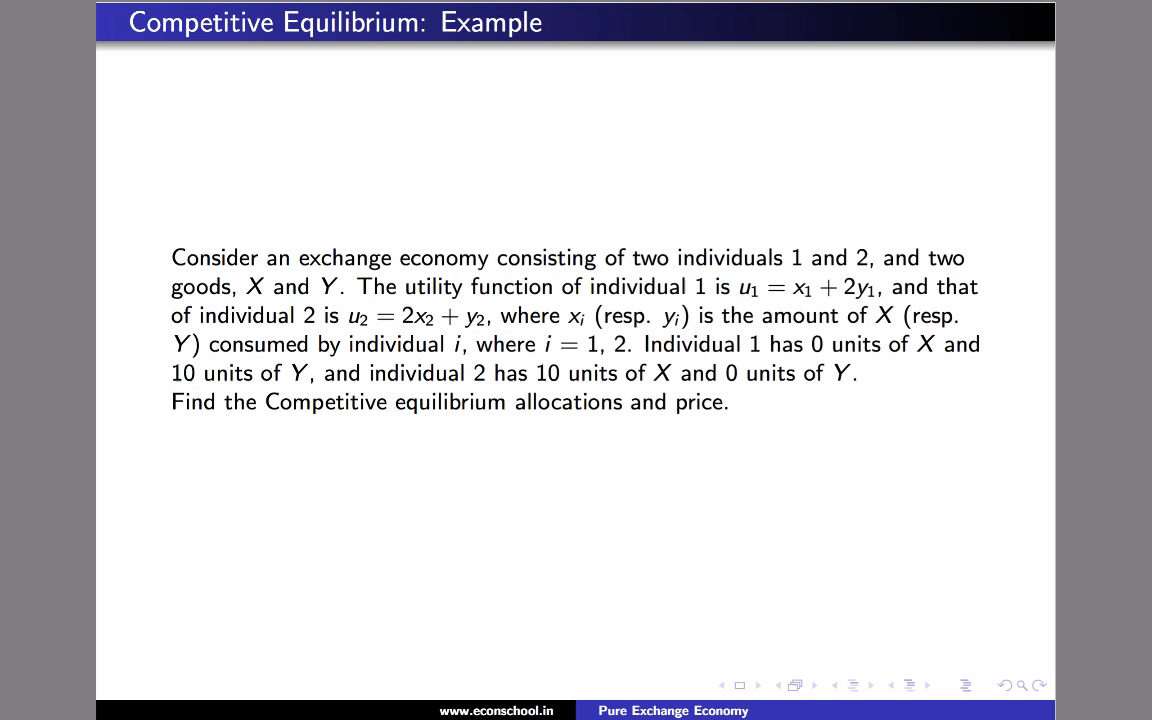 Competitive Equilibrium: Example
Consider an exchange economy consisting of two individuals 1 and 2, and two
goods, X and Y. The utility function of individual 1 is u₁ = x₁ + 2y₁, and that
of individual 2 is u₂ = 2x₂ + y₂, where xᵢ (resp. yᵢ) is the amount of X (resp.
Y) consumed by individual i, where i = 1, 2. Individual 1 has 0 units of X and
10 units of Y, and individual 2 has 10 units of X and 0 units of Y.
Find the Competitive equilibrium allocations and price.
www.econschool.in Pure Exchange Economy